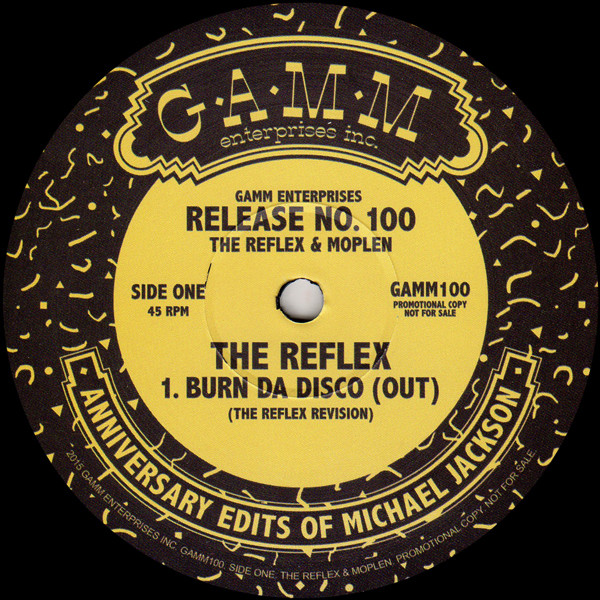 G·A·M·M
enterprises inc.
GAMM ENTERPRISES
RELEASE NO. 100
THE REFLEX & MOPLEN
SIDE ONE
45 RPM
GAMM100
PROMOTIONAL COPY
NOT FOR SALE
THE REFLEX
1. BURN DA DISCO (OUT)
(THE REFLEX REVISION)
ANNIVERSARY EDITS OF MICHAEL JACKSON
2015 GAMM ENTERPRISES INC. GAMM100. SIDE ONE. THE REFLEX & MOPLEN. PROMOTIONAL COPY. NOT FOR SALE.